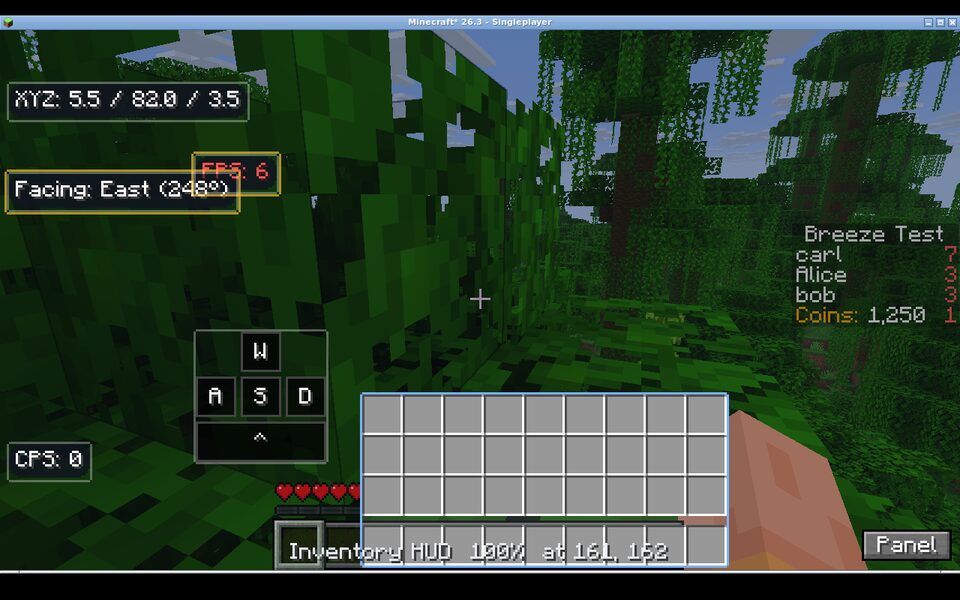 Minecraft* 26.3 - Singleplayer
XYZ: 5.5 / 82.0 / 3.5
FPS: 6
Facing: East (248°)
Breeze Test
carl 7
Alice 3
bob 3
Coins: 1,250 1
W
A S D
^
CPS: 0
Inventory HUD 100% at 161, 152
Panel